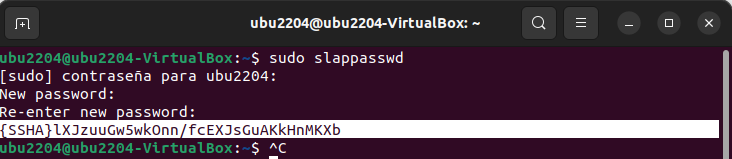 ubu2204@ubu2204-VirtualBox: ~
ubu2204@ubu2204-VirtualBox:~$ sudo slappasswd
[sudo] contraseña para ubu2204:
New password:
Re-enter new password:
{SSHA}lXJzuuGw5wkOnn/fcEXJsGuAKkHnMKXb
ubu2204@ubu2204-VirtualBox:~$ ^C